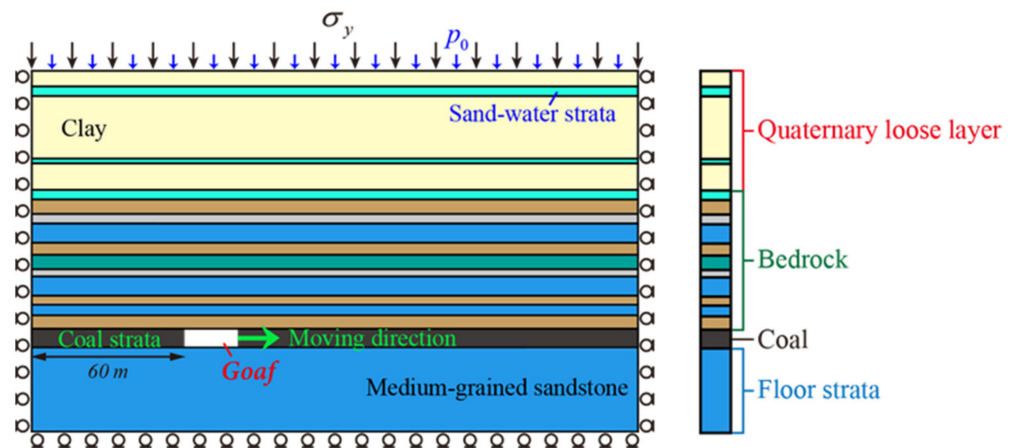 σy
p0
Sand-water strata
Clay
Quaternary loose layer
Bedrock
Coal strata
Moving direction
Coal
60 m
Goaf
Medium-grained sandstone
Floor strata